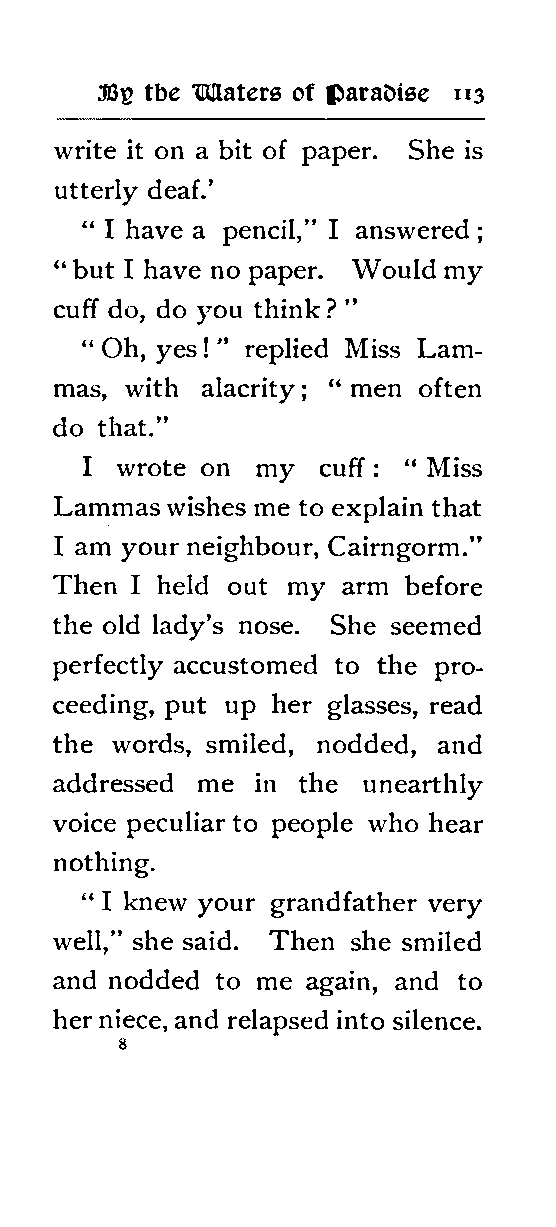 By the Waters of Paradise 113
write it on a bit of paper. She is
utterly deaf.'
" I have a pencil," I answered ;
" but I have no paper. Would my
cuff do, do you think ? "
" Oh, yes ! " replied Miss Lam-
mas, with alacrity ; " men often
do that."
I wrote on my cuff : " Miss
Lammas wishes me to explain that
I am your neighbour, Cairngorm."
Then I held out my arm before
the old lady's nose. She seemed
perfectly accustomed to the pro-
ceeding, put up her glasses, read
the words, smiled, nodded, and
addressed me in the unearthly
voice peculiar to people who hear
nothing.
" I knew your grandfather very
well," she said. Then she smiled
and nodded to me again, and to
her niece, and relapsed into silence.
8